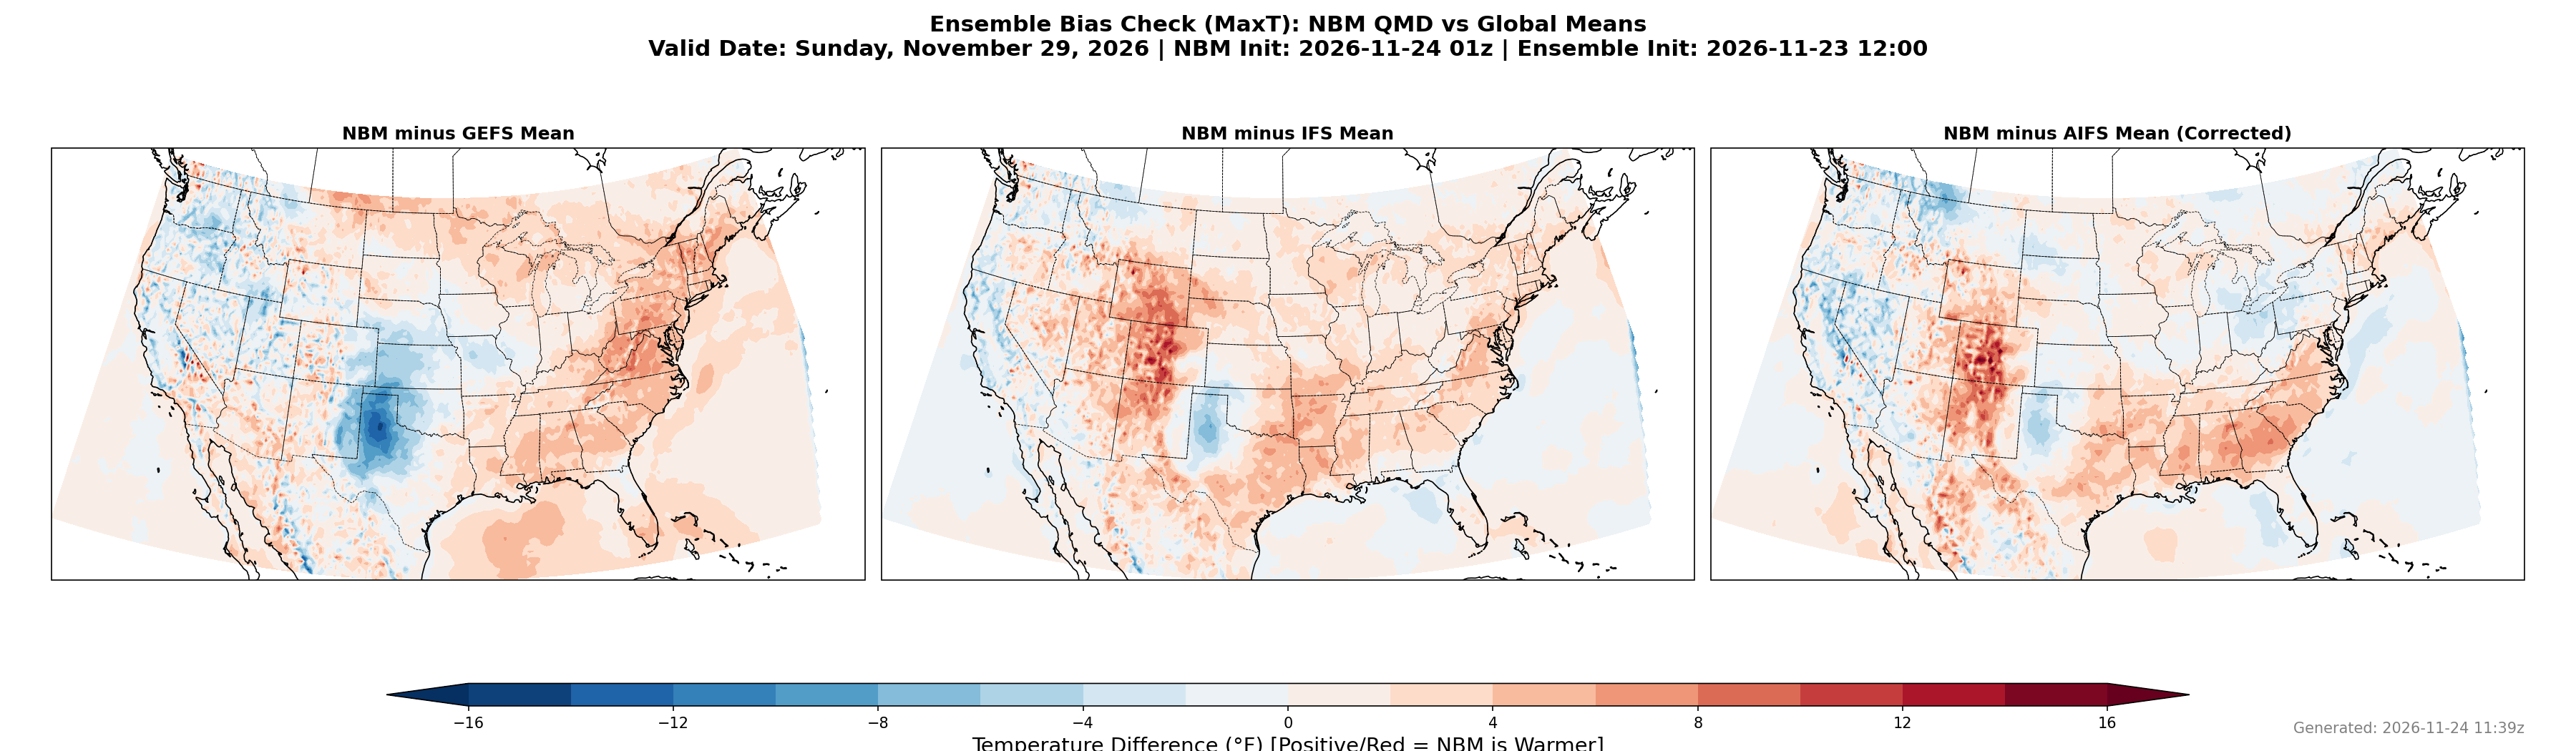 Ensemble Bias Check (MaxT): NBM QMD vs Global Means
Valid Date: Sunday, November 29, 2026 | NBM Init: 2026-11-24 01z | Ensemble Init: 2026-11-23 12:00
NBM minus GEFS Mean
NBM minus IFS Mean
NBM minus AIFS Mean (Corrected)
−16 −12 −8 −4 0 4 8 12 16
Generated: 2026-11-24 11:39z
Temperature Difference (°F) [Positive/Red = NBM is Warmer]